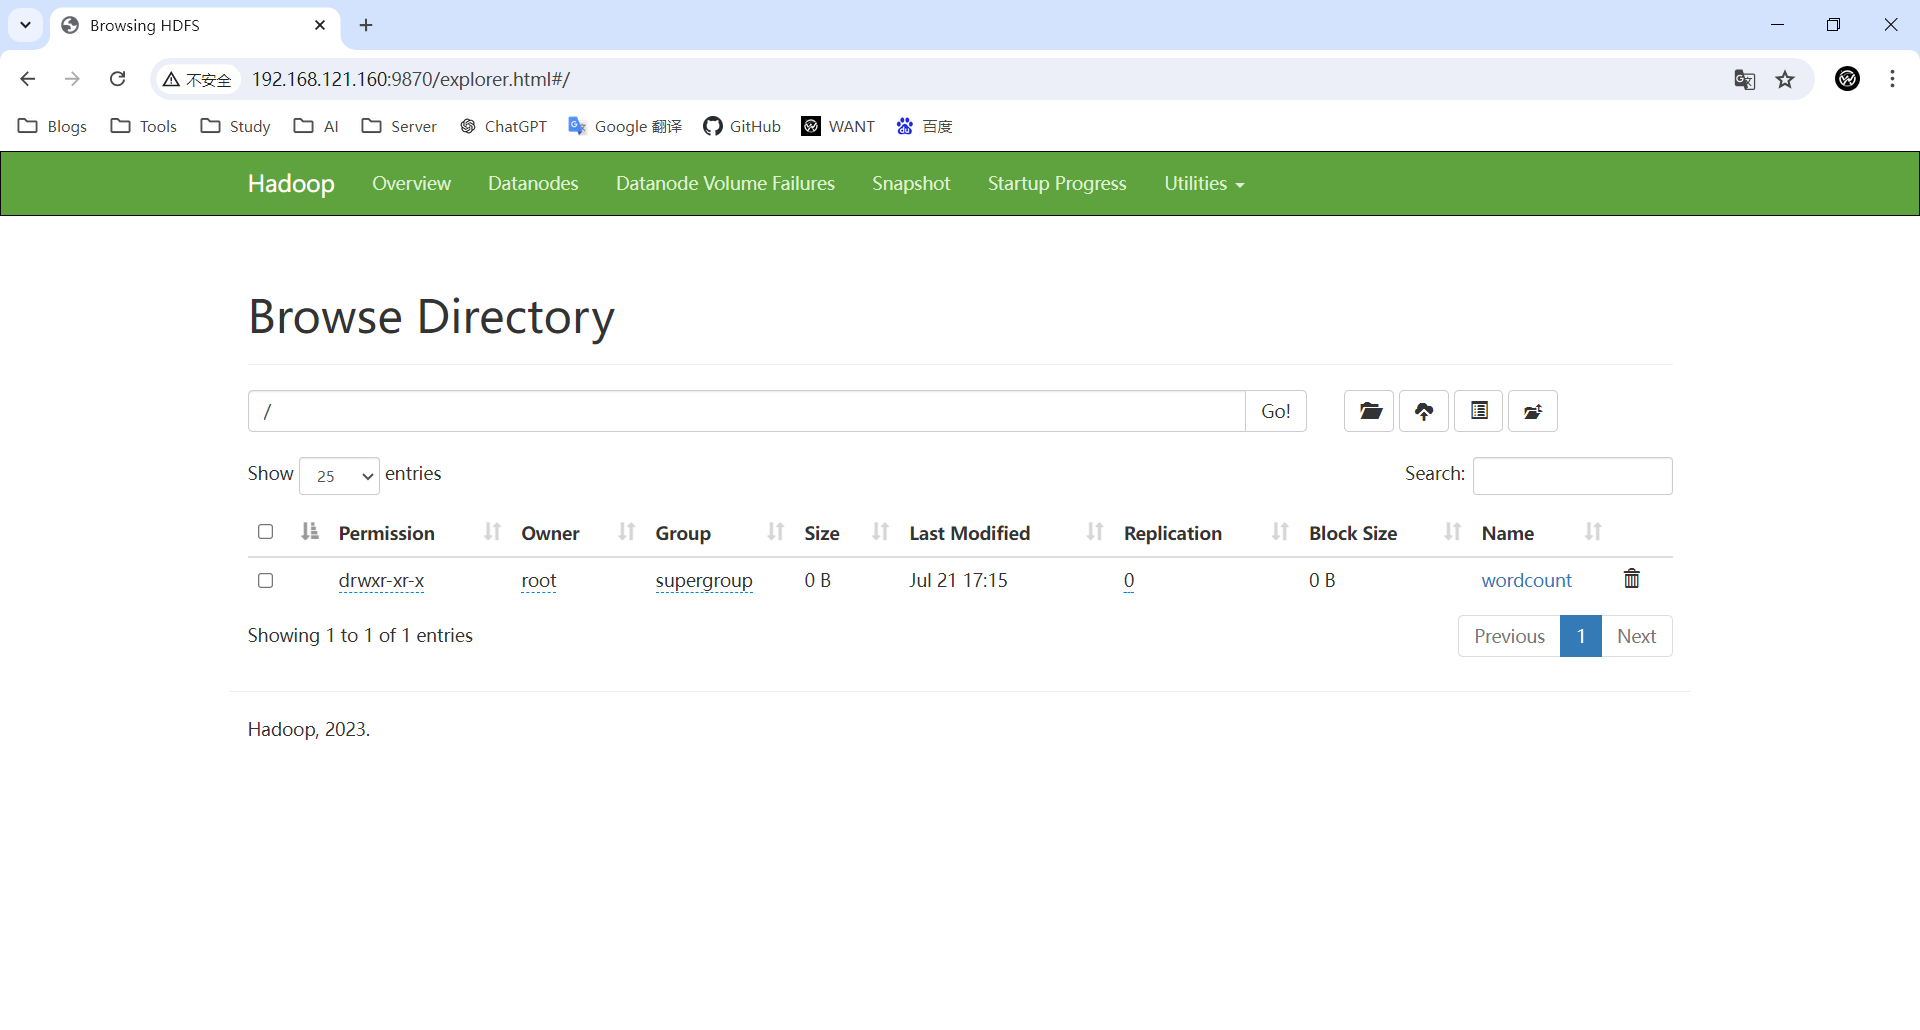 Browsing HDFS
不安全 192.168.121.160:9870/explorer.html#/
Blogs Tools Study AI Server ChatGPT Google 翻译 GitHub WANT 百度
Hadoop Overview Datanodes Datanode Volume Failures Snapshot Startup Progress Utilities
Browse Directory
/ Go!
Show 25 entries Search:
Permission Owner Group Size Last Modified Replication Block Size Name
drwxr-xr-x root supergroup 0 B Jul 21 17:15 0 0 B wordcount
Showing 1 to 1 of 1 entries Previous 1 Next
Hadoop, 2023.